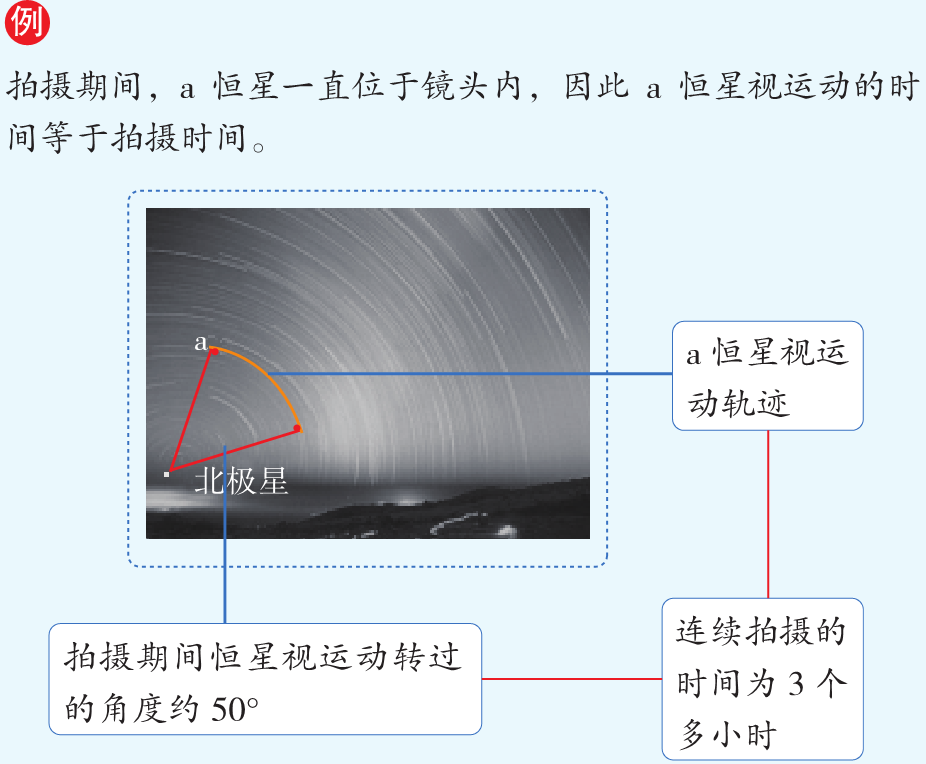 例
拍摄期间，a 恒星一直位于镜头内，因此 a 恒星视运动的时
间等于拍摄时间。
a
北极星
a 恒星视运
动轨迹
拍摄期间恒星视运动转过
的角度约 50°
连续拍摄的
时间为 3 个
多小时